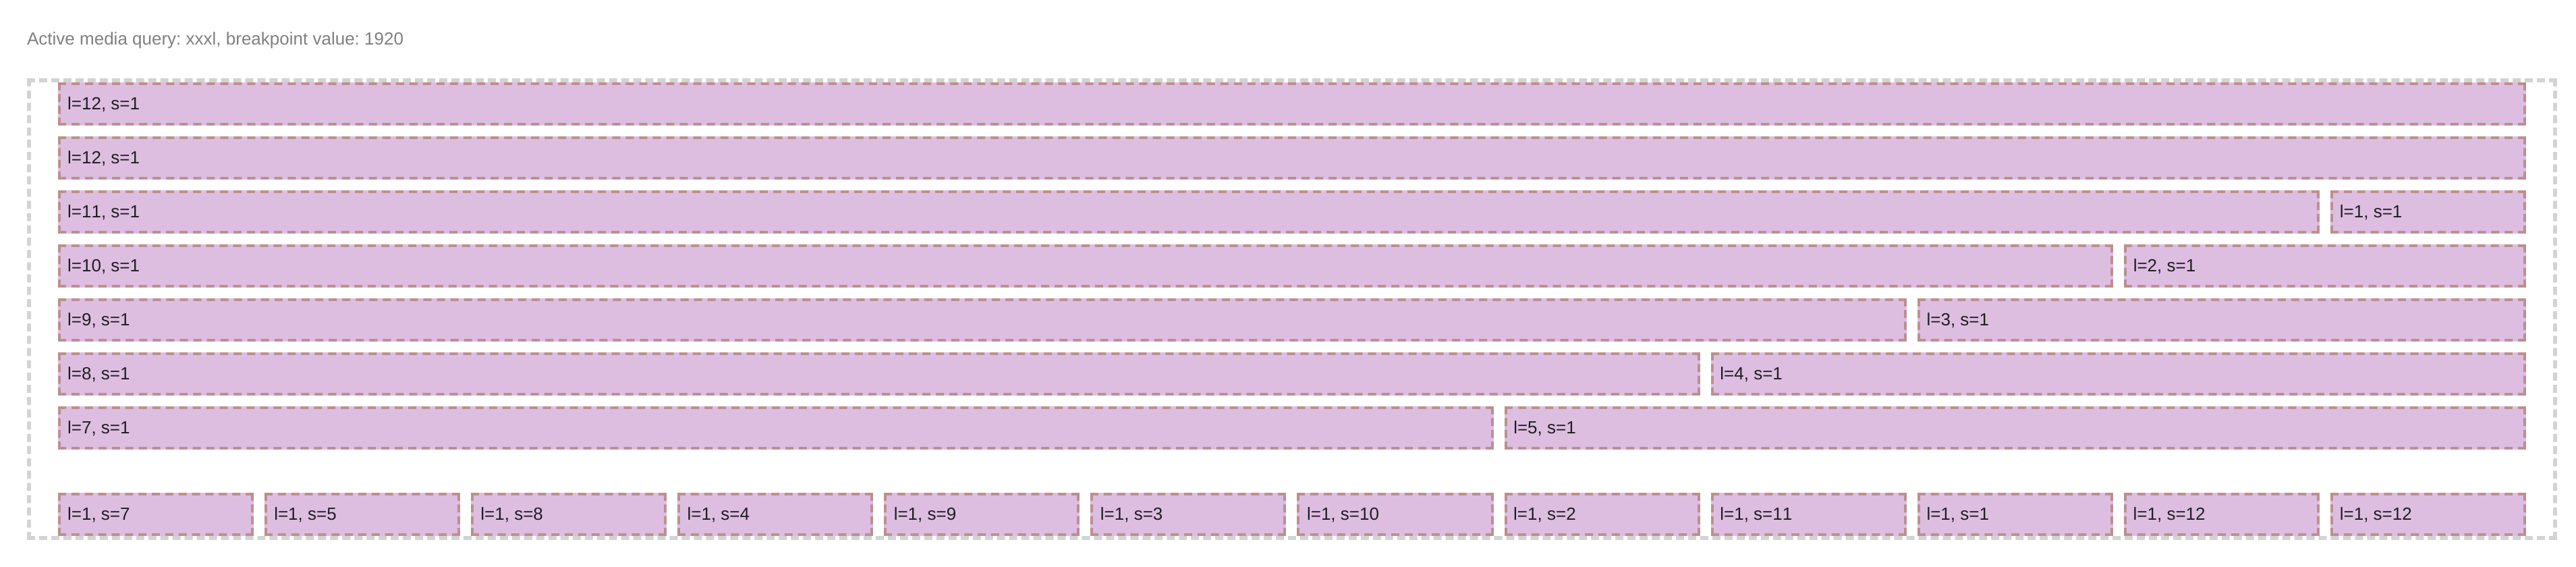 Active media query: xxxl, breakpoint value: 1920
l=12, s=1
l=12, s=1
l=11, s=1 l=1, s=1
l=10, s=1 l=2, s=1
l=9, s=1 l=3, s=1
l=8, s=1 l=4, s=1
l=7, s=1 l=5, s=1
l=1, s=7 l=1, s=5 l=1, s=8 l=1, s=4 l=1, s=9 l=1, s=3 l=1, s=10 l=1, s=2 l=1, s=11 l=1, s=1 l=1, s=12 l=1, s=12